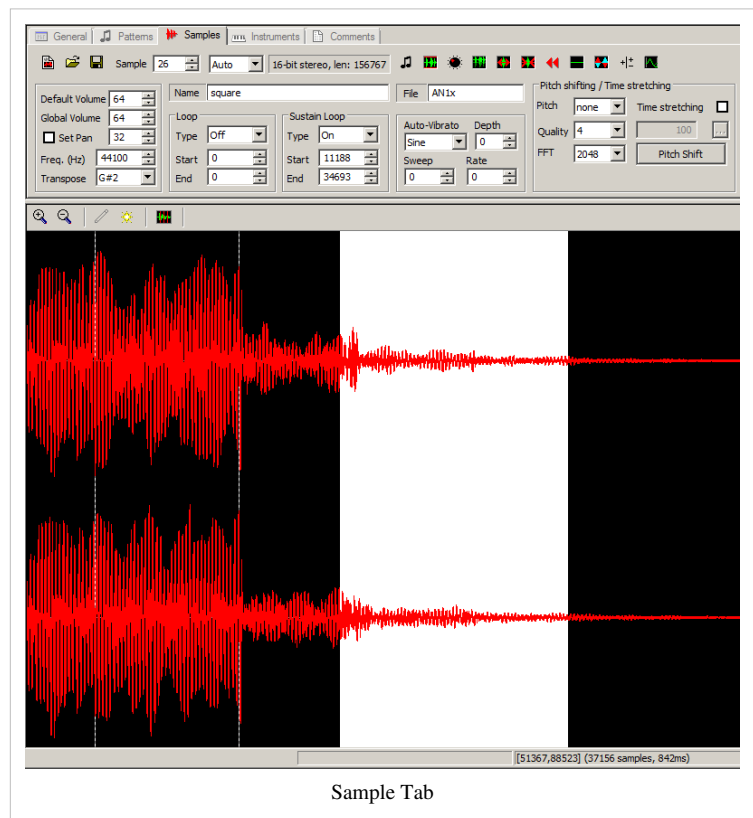 General Patterns Samples Instruments Comments
Sample 26 Auto 16-bit stereo, len: 156767
Default Volume 64
Global Volume 64
Set Pan 32
Freq. (Hz) 44100
Transpose G#2
Name square
Loop
Type Off
Start 0
End 0
Sustain Loop
Type On
Start 11188
End 34693
File AN1x
Auto-Vibrato Depth
Sine 0
Sweep Rate
0 0
Pitch shifting / Time stretching
Pitch none Time stretching
Quality 4 100 ...
FFT 2048 Pitch Shift
[51367,88523] (37156 samples, 842ms)
Sample Tab